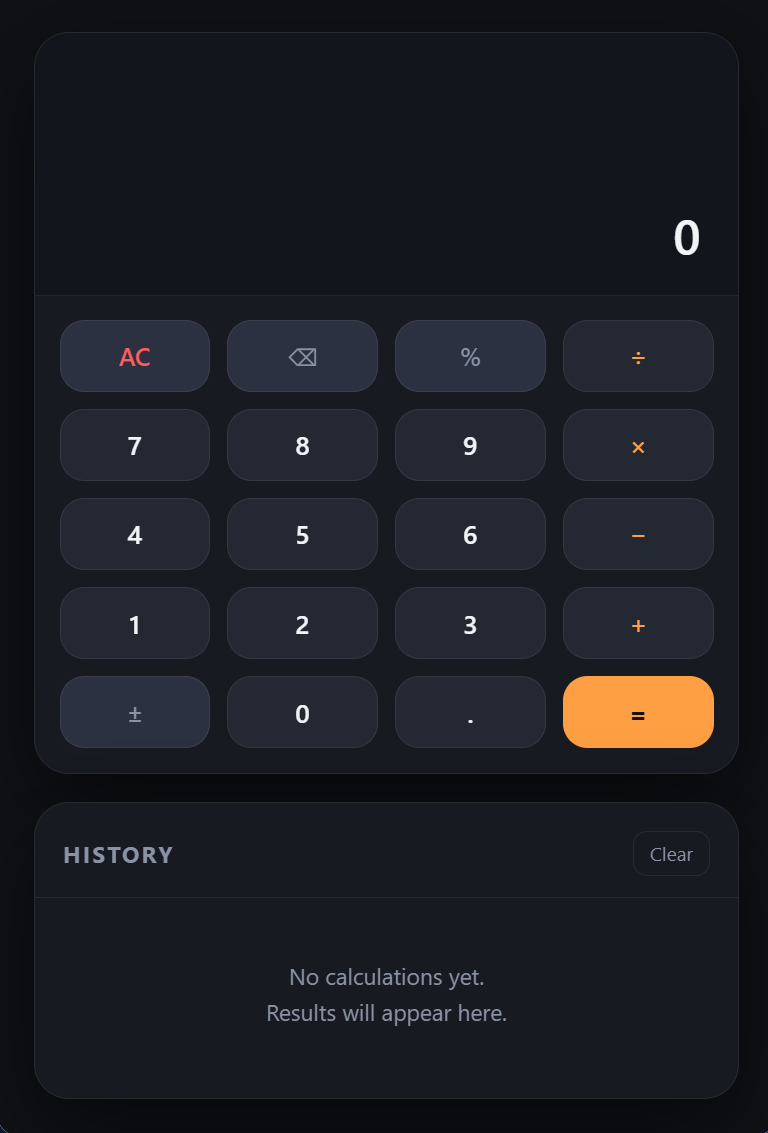 0
AC ⌫ % ÷
7 8 9 ×
4 5 6 −
1 2 3 +
± 0 . =
HISTORY Clear
No calculations yet.
Results will appear here.